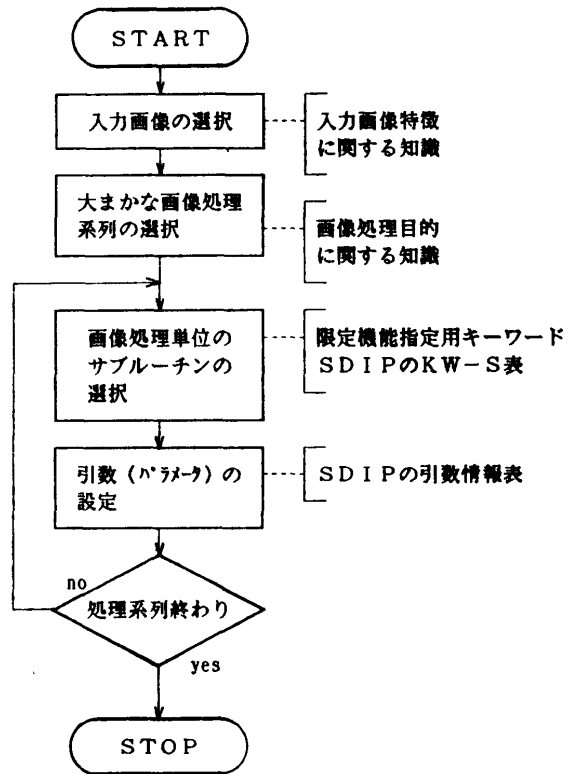 START
入力画像の選択
入力画像特徴
に関する知識
大まかな画像処理
系列の選択
画像処理目的
に関する知識
画像処理単位の
サブルーチンの
選択
限定機能指定用キーワード
SDIPのKW-S表
引数(パラメータ)の
設定
SDIPの引数情報表
no
処理系列終わり
yes
STOP